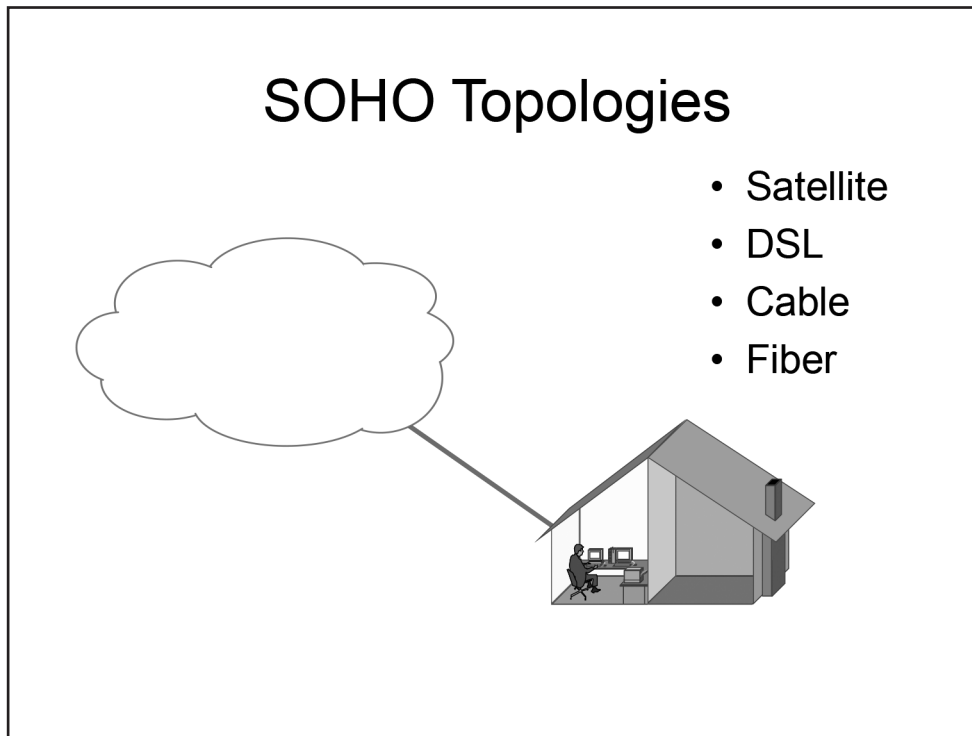 SOHO Topologies
• Satellite
• DSL
• Cable
• Fiber